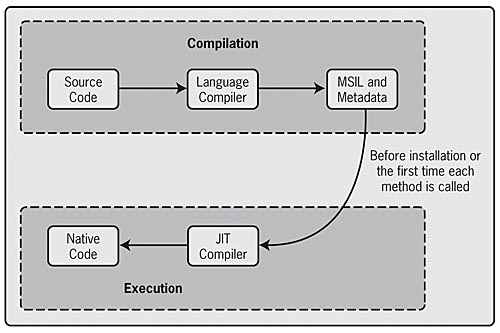 Compilation
Source
Code
Language
Compiler
MSIL and
Metadata
Before installation or
the first time each
method is called
Native
Code
JIT
Compiler
Execution